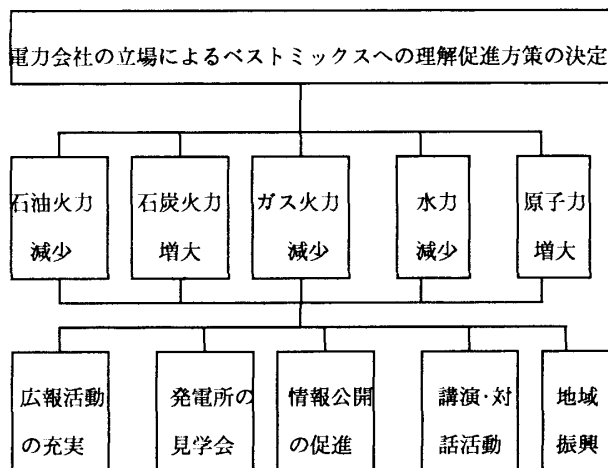 電力会社の立場によるベストミックスへの理解促進方策の決定
石油火力
減少
石炭火力
増大
ガス火力
減少
水力
減少
原子力
増大
広報活動
の充実
発電所の
見学会
情報公開
の促進
講演・対
話活動
地域
振興